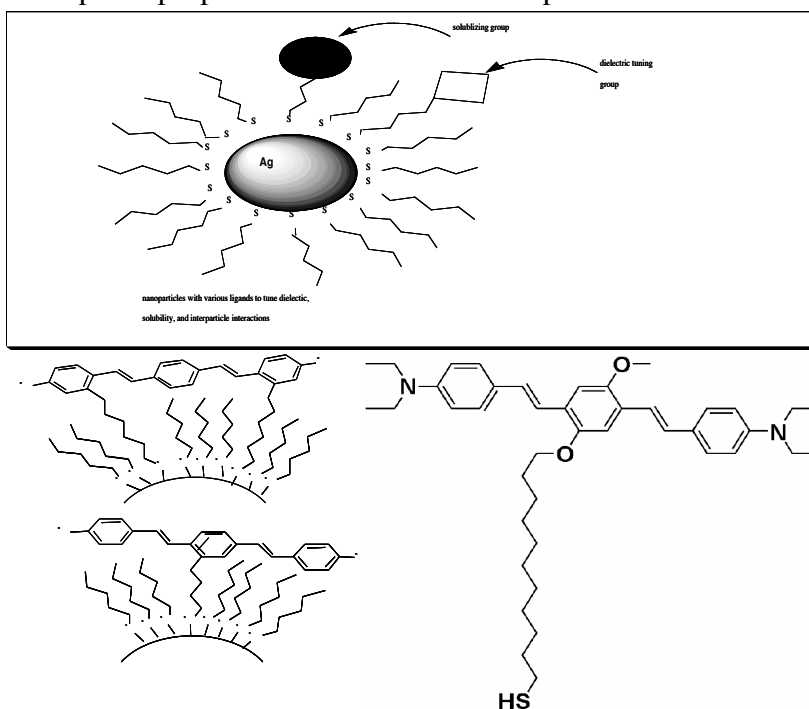 solublizing group
dielectric tuning
group
S S S
S S
S S
Ag
S S
S S
S S
S S
S S S
nanoparticles with various ligands to tune dielectic,
solubility, and interparticle interactions
O
N
N
O
HS